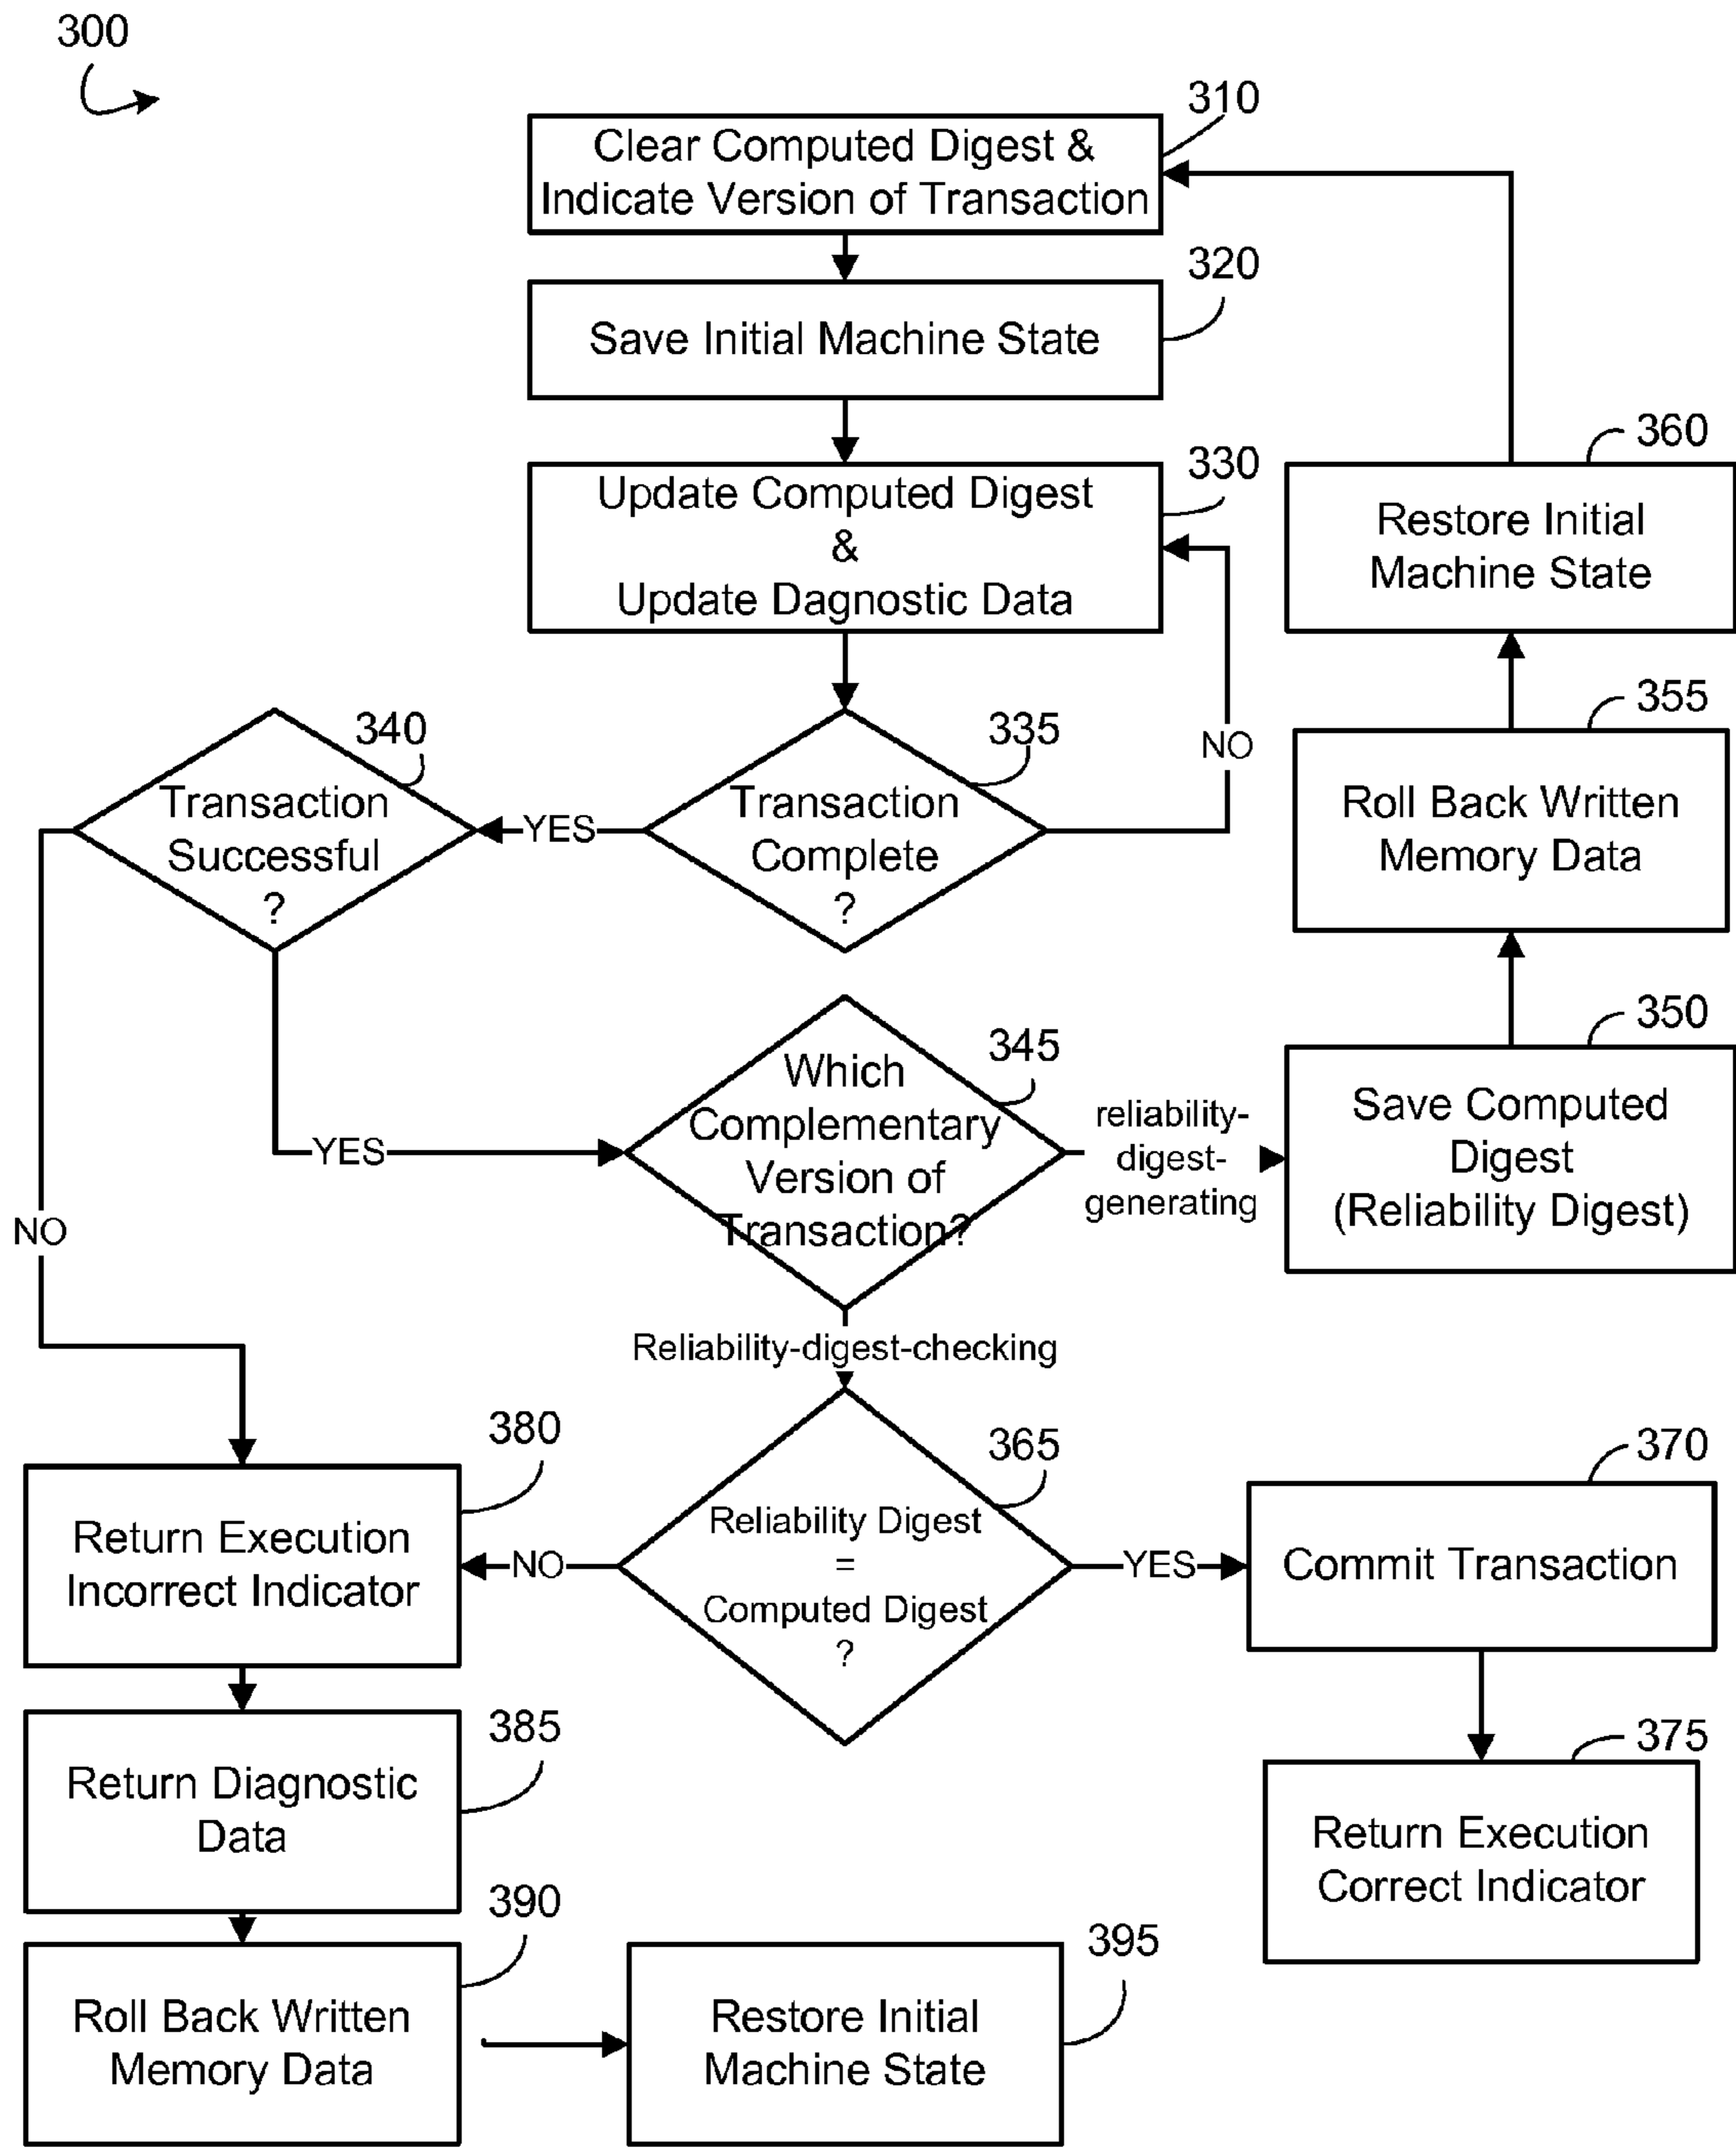 300
310
Clear Computed Digest &
Indicate Version of Transaction
320
Save Initial Machine State
330
Update Computed Digest
&
Update Dagnostic Data
360
Restore Initial
Machine State
355
Roll Back Written
Memory Data
340
Transaction
Successful
?
YES
335
Transaction
Complete
?
NO
350
Save Computed
Digest
(Reliability Digest)
345
Which
Complementary
Version of
Transaction?
reliability-
digest-
generating
YES
NO
Reliability-digest-checking
380
Return Execution
Incorrect Indicator
NO
365
Reliability Digest
=
Computed Digest
?
YES
370
Commit Transaction
385
Return Diagnostic
Data
375
Return Execution
Correct Indicator
390
Roll Back Written
Memory Data
395
Restore Initial
Machine State